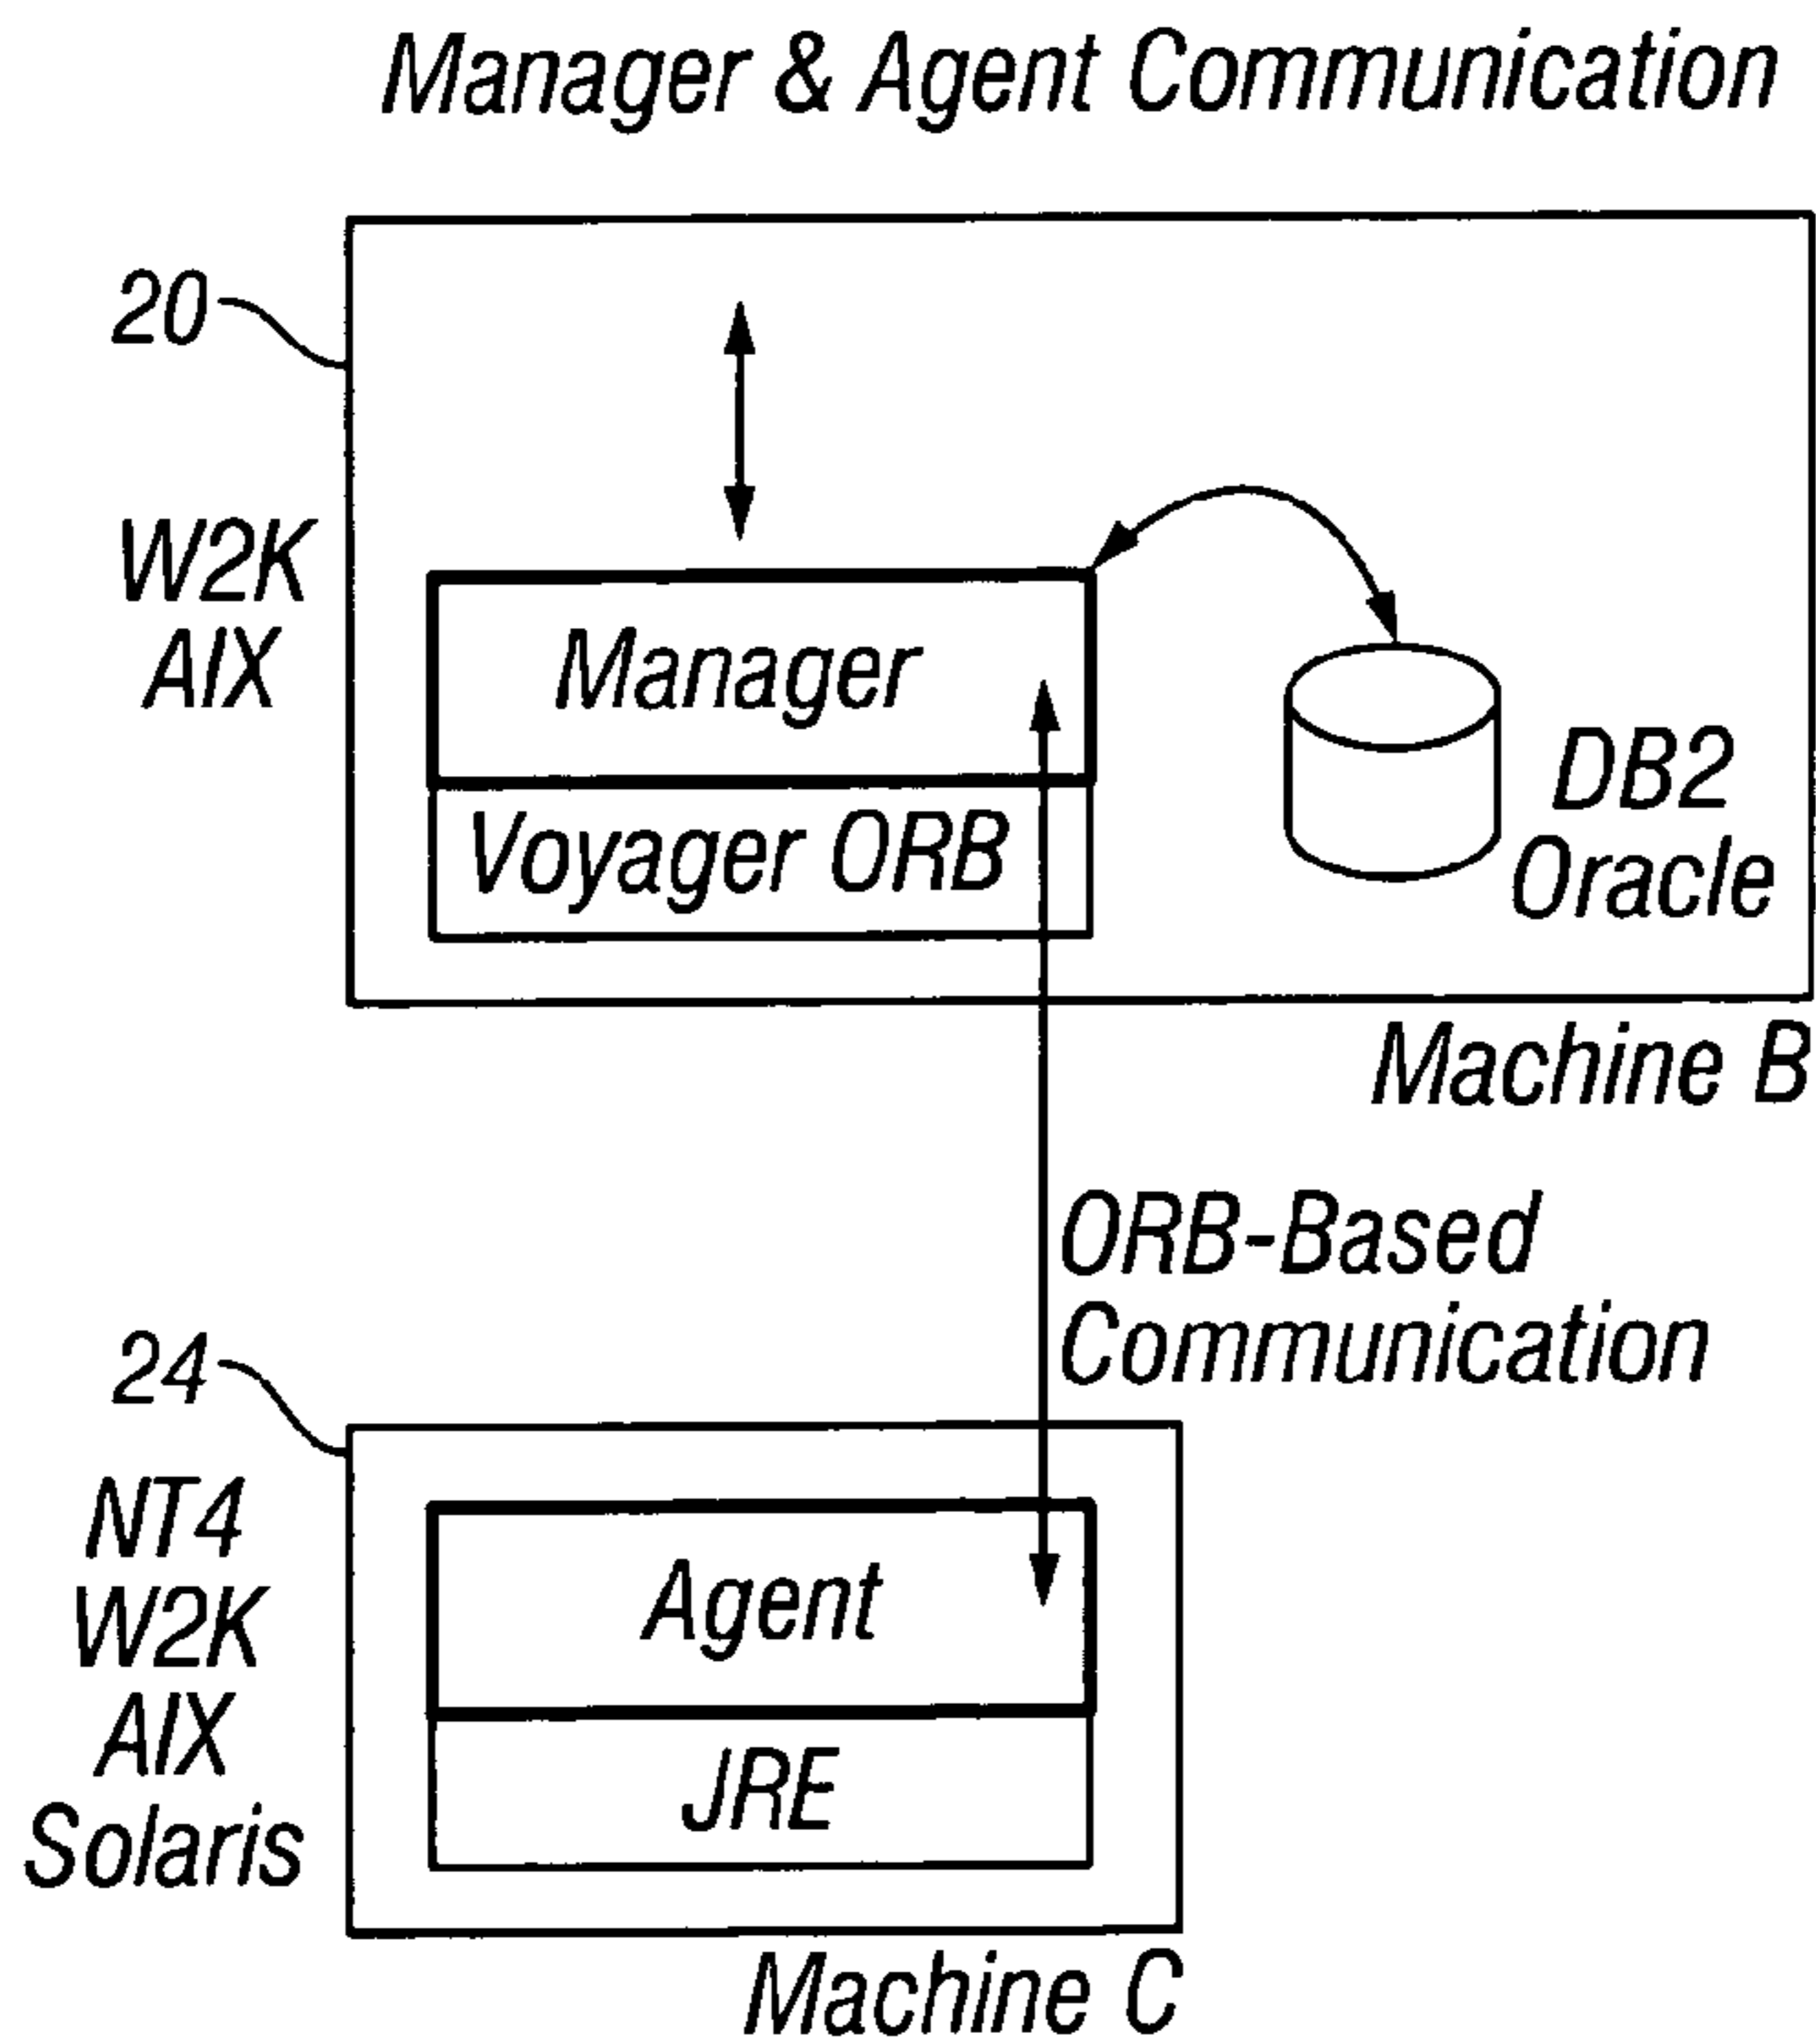 Manager & Agent Communication
20
W2K
AIX
Manager
Voyager ORB
DB2
Oracle
Machine B
ORB-Based
Communication
24
NT4
W2K
AIX
Solaris
Agent
JRE
Machine C